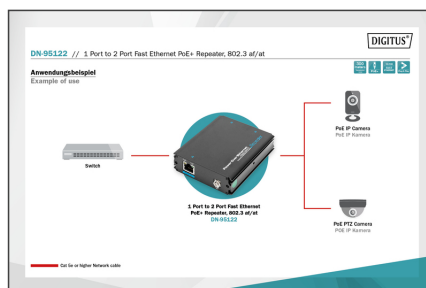 DIGITUS®
DN-95122 // 1 Port to 2 Port Fast Ethernet PoE+ Repeater, 802.3 af/at
Anwendungsbeispiel
Example of use
PoE IP Camera
POE IP Kamera
Switch
1 Port to 2 Port Fast Ethernet
PoE+ Repeater, 802.3 af/at
DN-95122
PoE PTZ Camera
POE IP Kamera
Cat 5e or higher Network cable